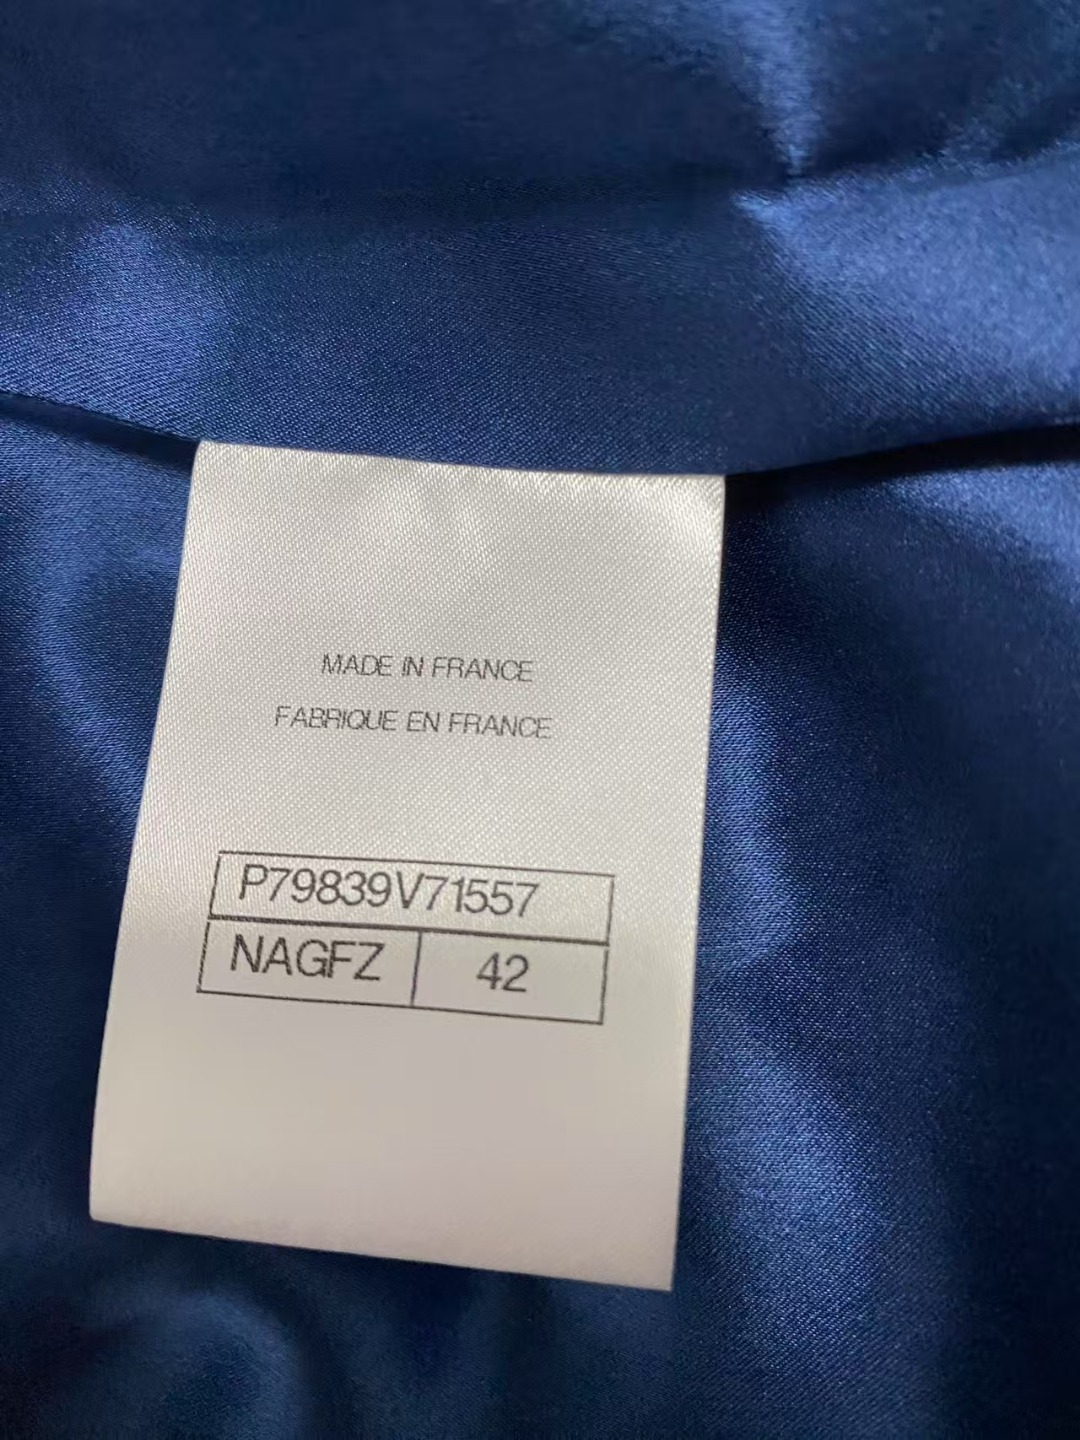 MADE IN FRANCE
FABRIQUE EN FRANCE
P79839V71557
NAGFZ 42